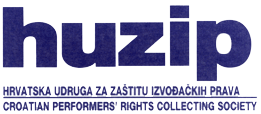 huzip
HRVATSKA UDRUGA ZA ZAŠTITU IZVOĐAČKIH PRAVA
CROATIAN PERFORMERS' RIGHTS COLLECTING SOCIETY